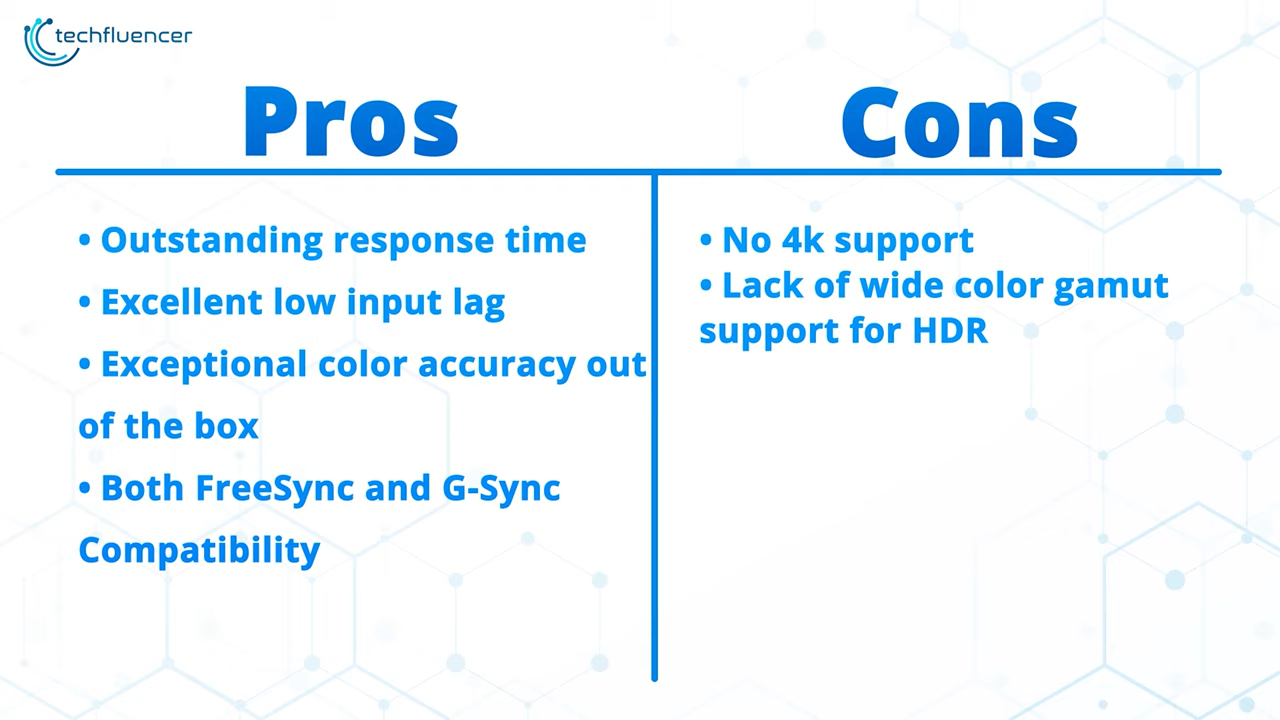 techfluencer
Pros
Cons
• Outstanding response time
• Excellent low input lag
• Exceptional color accuracy out
of the box
• Both FreeSync and G-Sync
Compatibility
• No 4k support
• Lack of wide color gamut
support for HDR